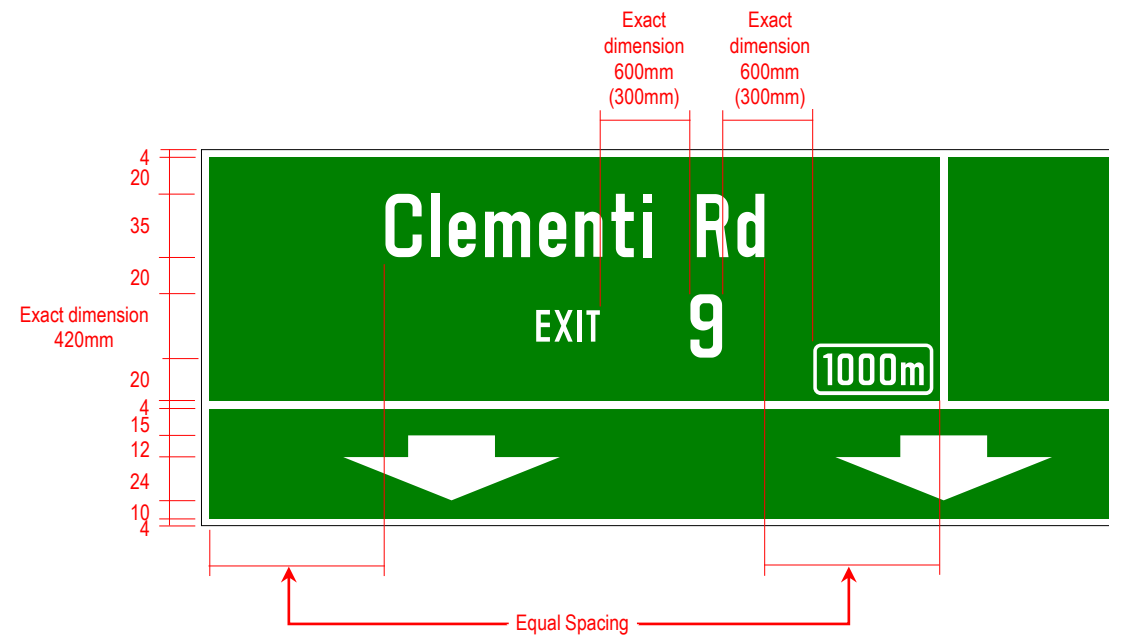 Exact
dimension
600mm
(300mm)
Exact
dimension
600mm
(300mm)
4
20
35
20
Exact dimension
420mm
20
4
15
12
24
10
4
Clementi Rd
EXIT 9
1000m
Equal Spacing